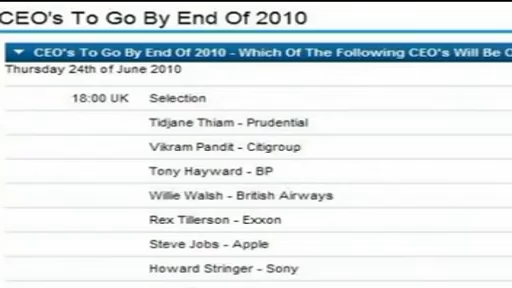 CEO's To Go By End Of 2010
CEO's To Go By End Of 2010 - Which Of The Following CEO's Will Be
Thursday 24th of June 2010
18:00 UK Selection
Tidjane Thiam - Prudential
Vikram Pandit - Citigroup
Tony Hayward - BP
Willie Walsh - British Airways
Rex Tillerson - Exxon
Steve Jobs - Apple
Howard Stringer - Sony